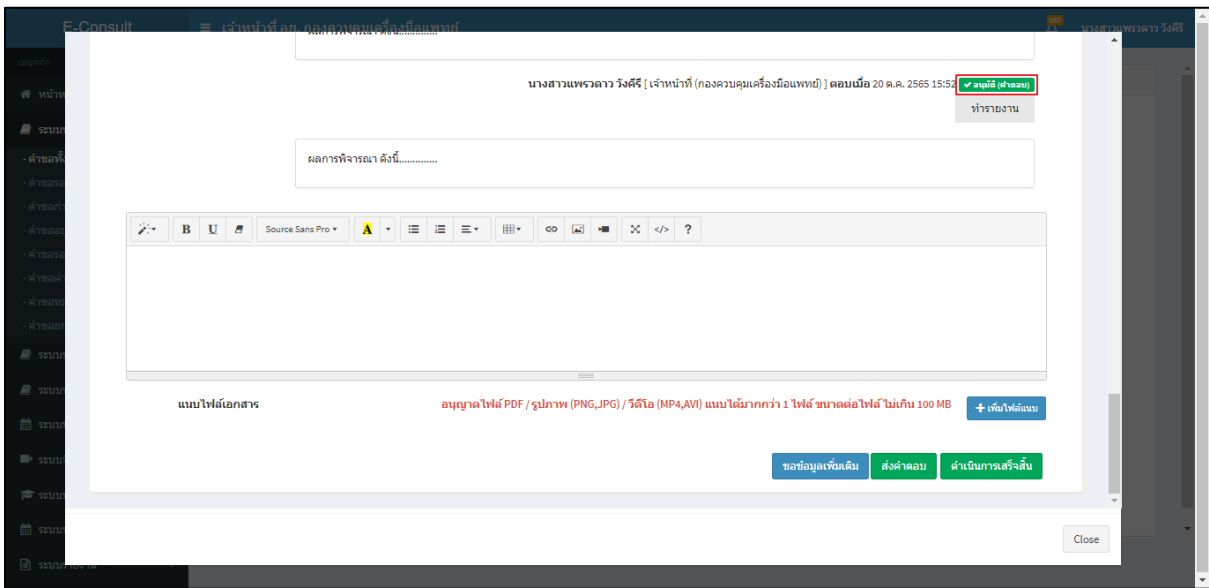 E-Consult
เจ้าหน้าที่ อย. กองควบคุมเครื่องมือแพทย์
667
นางสาวแพรวดาว วังคีรี
เมนูหลัก
ผลการพิจารณา ดังนี้..............
นางสาวแพรวดาว วังคีรี [ เจ้าหน้าที่ (กองควบคุมเครื่องมือแพทย์) ] ตอบเมื่อ 20 ต.ค. 2565 15:52 อนุมัติ (คำตอบ)
ทำรายงาน
ผลการพิจารณา ดังนี้..............
B U Source Sans Pro A </> ?
แนบไฟล์เอกสาร
อนุญาตไฟล์ PDF / รูปภาพ (PNG,JPG) / วีดีโอ (MP4,AVI) แนบได้มากกว่า 1 ไฟล์ ขนาดต่อไฟล์ ไม่เกิน 100 MB
เพิ่มไฟล์แนบ
ขอข้อมูลเพิ่มเติม ส่งคำตอบ ดำเนินการเสร็จสิ้น
Close